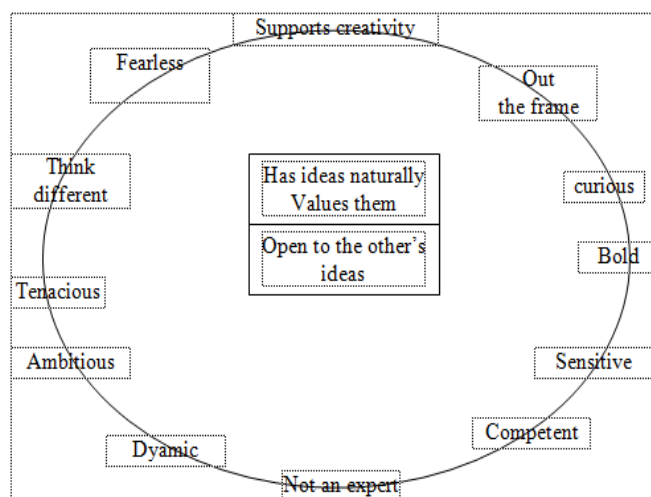 Supports creativity
Fearless
Out
the frame
Think
different
Has ideas naturally
Values them
curious
Open to the other's
ideas
Bold
Tenacious
Ambitious
Sensitive
Competent
Dyamic
Not an expert